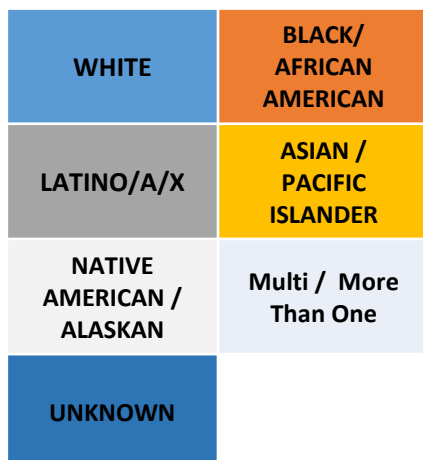 WHITE
BLACK/
AFRICAN
AMERICAN
LATINO/A/X
ASIAN /
PACIFIC
ISLANDER
NATIVE
AMERICAN /
ALASKAN
Multi /  More
Than One
UNKNOWN